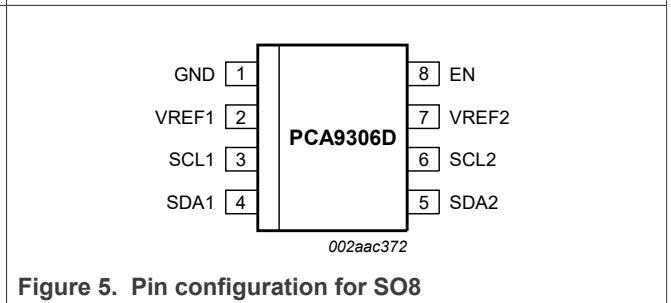 GND 1 8 EN
VREF1 2 7 VREF2
PCA9306D
SCL1 3 6 SCL2
SDA1 4 5 SDA2
002aac372
Figure 5. Pin configuration for SO8